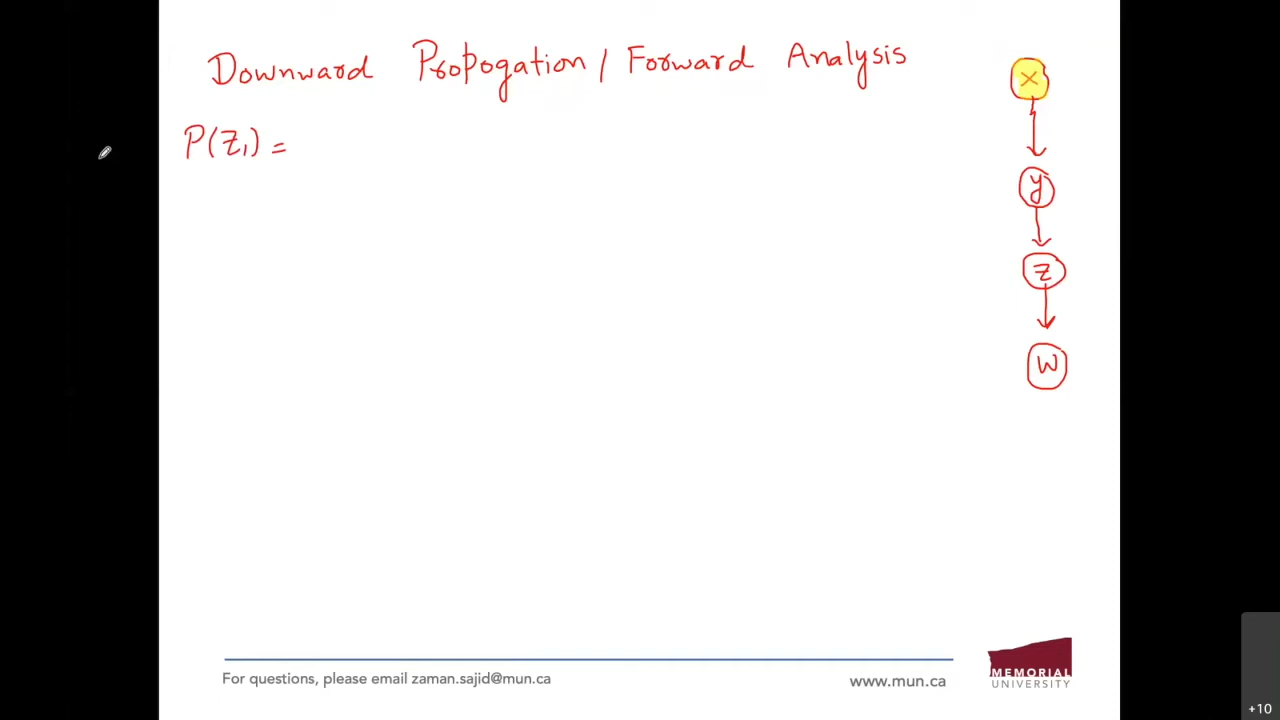 Downward Propogation / Forward Analysis
P(Z₁) =
X
y
Z
W
For questions, please email zaman.sajid@mun.ca
www.mun.ca
MEMORIAL
UNIVERSITY
+10